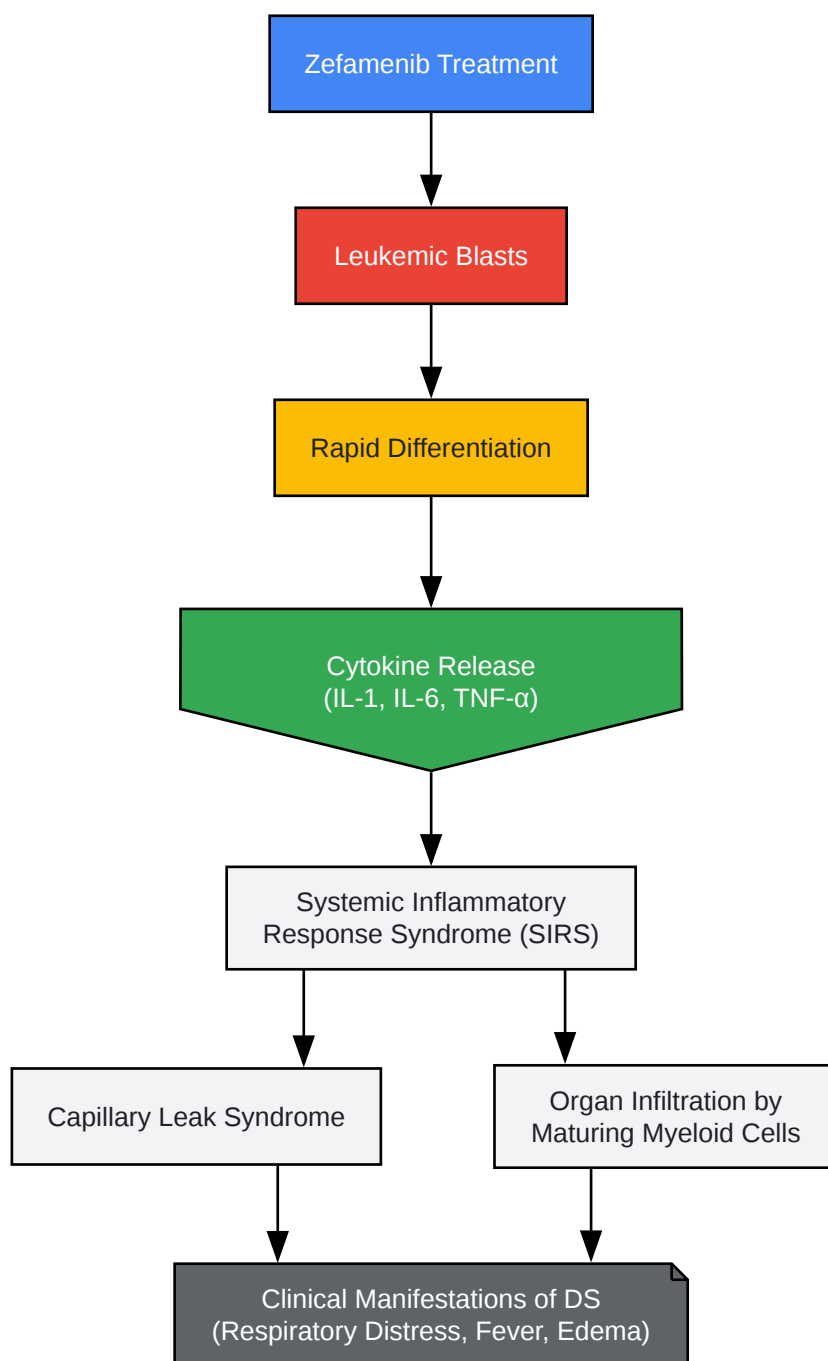 Zefamenib Treatment
Leukemic Blasts
Rapid Differentiation
Cytokine Release
(IL-1, IL-6, TNF-α)
Systemic Inflammatory
Response Syndrome (SIRS)
Capillary Leak Syndrome
Organ Infiltration by
Maturing Myeloid Cells
Clinical Manifestations of DS
(Respiratory Distress, Fever, Edema)